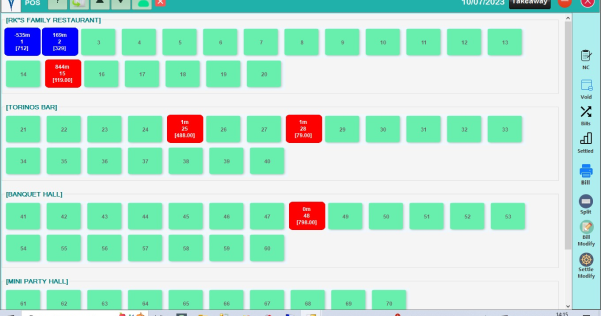 POS ? 10/07/2023 Takeaway
[RK"S FAMILY RESTAURANT]
-535m 169m
1 2 3 4 5 6 7 8 9 10 11 12 13
[712] [329]
844m
14 15 16 17 18 19 20
[119.00]
[TORINOS BAR]
1m 1m
21 22 23 24 25 26 27 28 29 30 31 32 33
[488.00] [79.00]
34 35 36 37 38 39 40
[BANQUET HALL]
0m
41 42 43 44 45 46 47 48 49 50 51 52 53
[798.00]
54 55 56 57 58 59 60
[MINI PARTY HALL]
61 62 63 64 65 66 67 68 69 70
NC
Void
Bills
Settled
Bill
Split
Bill
Modify
Settle
Modify
14:25